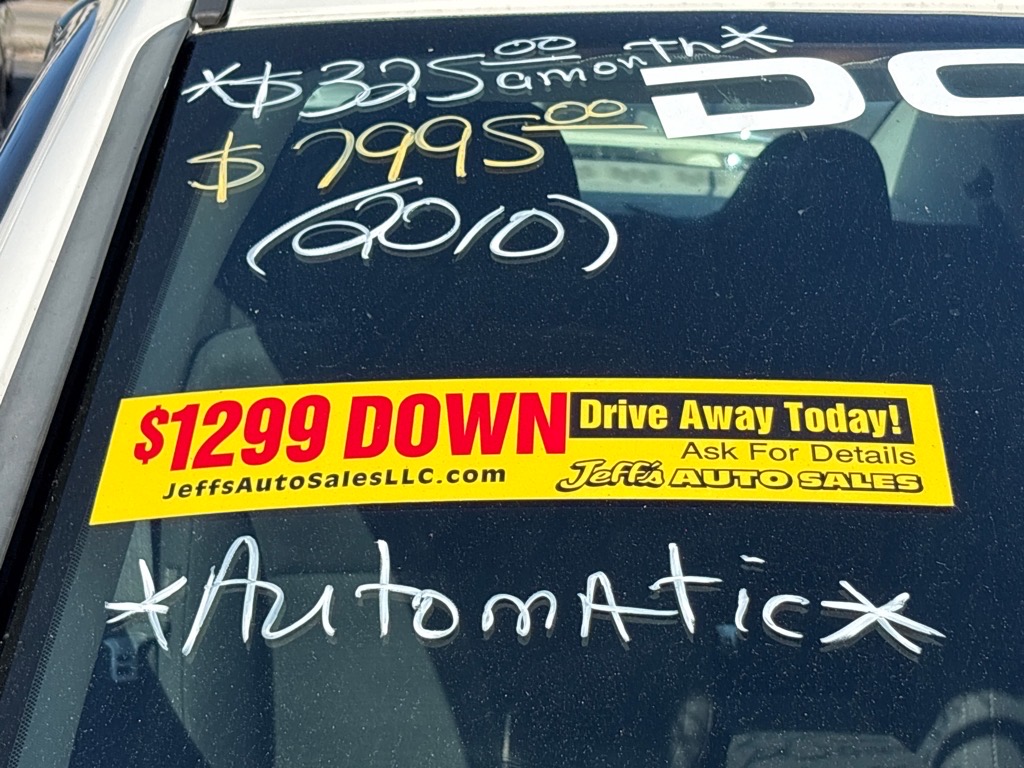 *$325.00 a month*
$7995.00
(2010)
$1299 DOWN
Drive Away Today!
Ask For Details
JeffsAutoSalesLLC.com
Jeff's AUTO SALES
*AutomAtic*